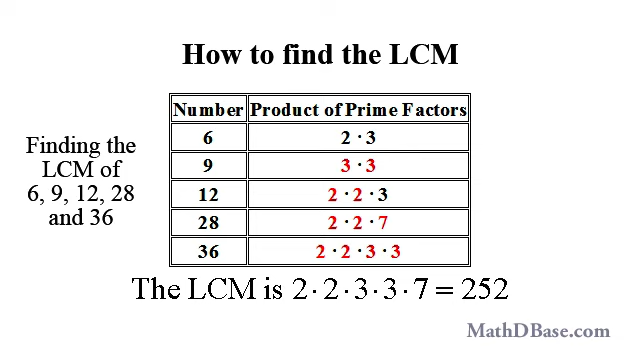 How to find the LCM
Finding the
LCM of
6, 9, 12, 28
and 36
Number Product of Prime Factors
6 2 · 3
9 3 · 3
12 2 · 2 · 3
28 2 · 2 · 7
36 2 · 2 · 3 · 3
The LCM is 2·2·3·3·7 = 252
MathDBase.com